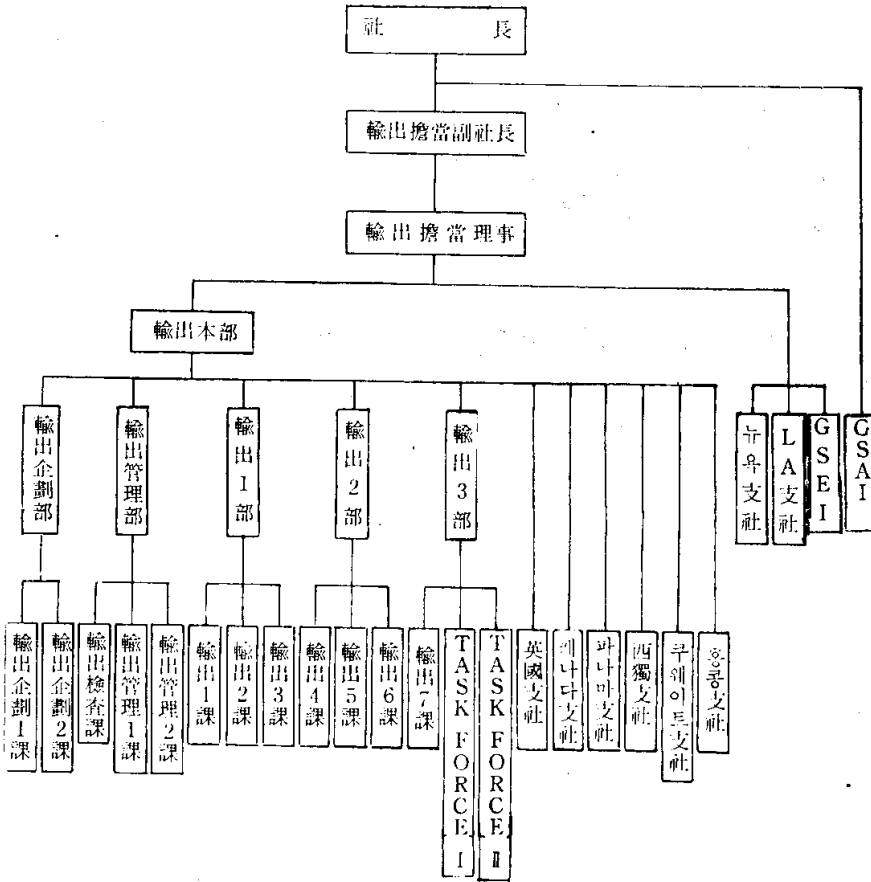 社 長
輸出擔當副社長
輸出擔當理事
輸出本部
輸出企劃部
輸出管理部
輸出1部
輸出2部
輸出3部
뉴욕支社
LA支社
GSEI
GSAI
輸出企劃1課
輸出企劃2課
輸出檢査課
輸出管理1課
輸出管理2課
輸出1課
輸出2課
輸出3課
輸出4課
輸出5課
輸出6課
輸出7課
TASK FORCE I
TASK FORCE II
英國支社
캐나다支社
파나마支社
西獨支社
쿠웨이트支社
홍콩支社